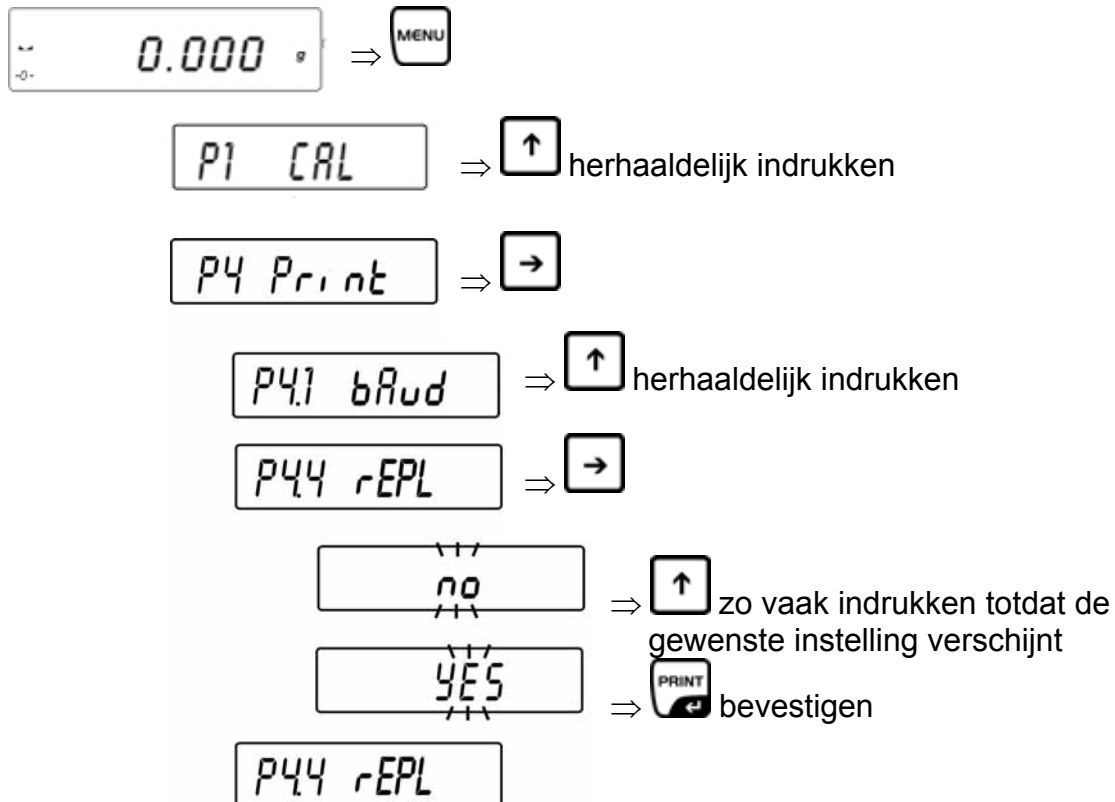 0.000 g ⇒ MENU
-0-
P1 CAL ⇒ ↑ herhaaldelijk indrukken
P4 Print ⇒ →
P4.1 bAud ⇒ ↑ herhaaldelijk indrukken
P4.4 rEPL ⇒ →
no ⇒ ↑ zo vaak indrukken totdat de
gewenste instelling verschijnt
YES ⇒ PRINT bevestigen
P4.4 rEPL